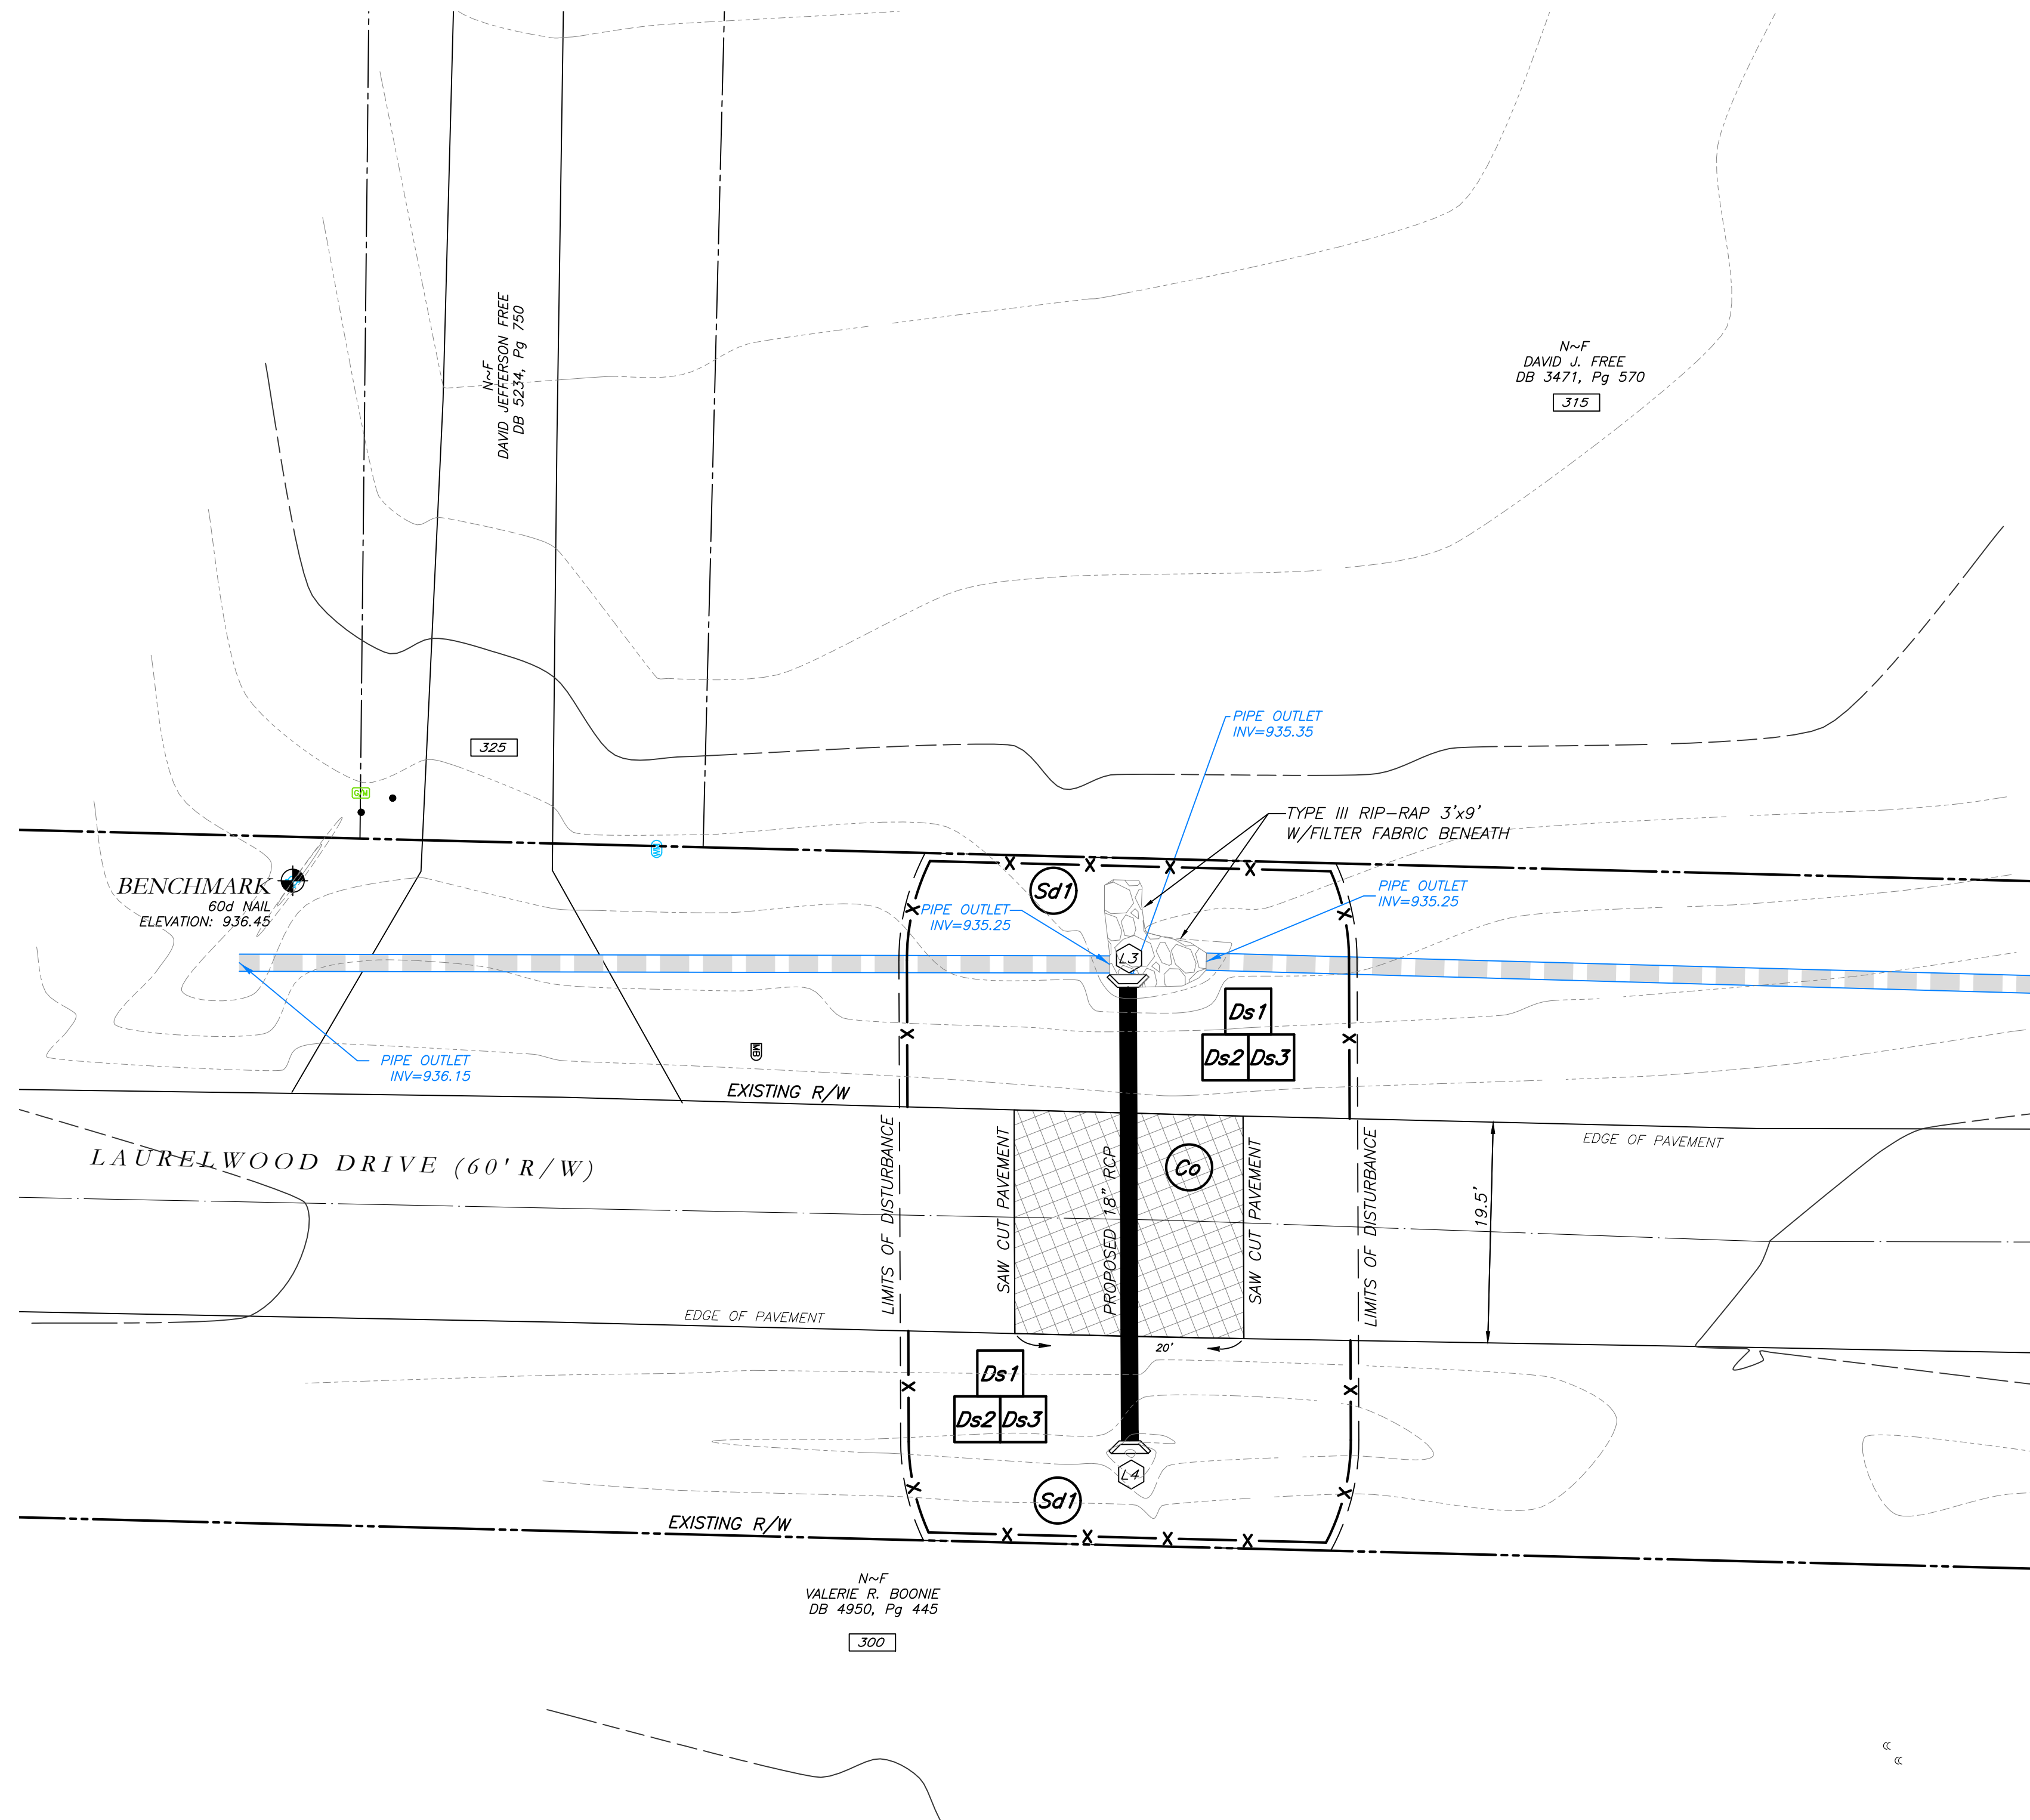 N~F
DAVID JEFFERSON FREE
DB 5234, Pg 750
N~F
DAVID J. FREE
DB 3471, Pg 570
315
PIPE OUTLET
INV=935.35
325
G/M
TYPE III RIP-RAP 3'x9'
W/FILTER FABRIC BENEATH
WM
BENCHMARK
60d NAIL
ELEVATION: 936.45
Sd1
PIPE OUTLET
INV=935.25
PIPE OUTLET
INV=935.25
L3
Ds1
Ds2 Ds3
PIPE OUTLET
INV=936.15
MB
EXISTING R/W
LAURELWOOD DRIVE (60' R/W)
LIMITS OF DISTURBANCE
SAW CUT PAVEMENT
PROPOSED 18" RCP
Co
SAW CUT PAVEMENT
LIMITS OF DISTURBANCE
19.5'
EDGE OF PAVEMENT
EDGE OF PAVEMENT
20'
Ds1
Ds2 Ds3
L4
Sd1
EXISTING R/W
N~F
VALERIE R. BOONIE
DB 4950, Pg 445
300